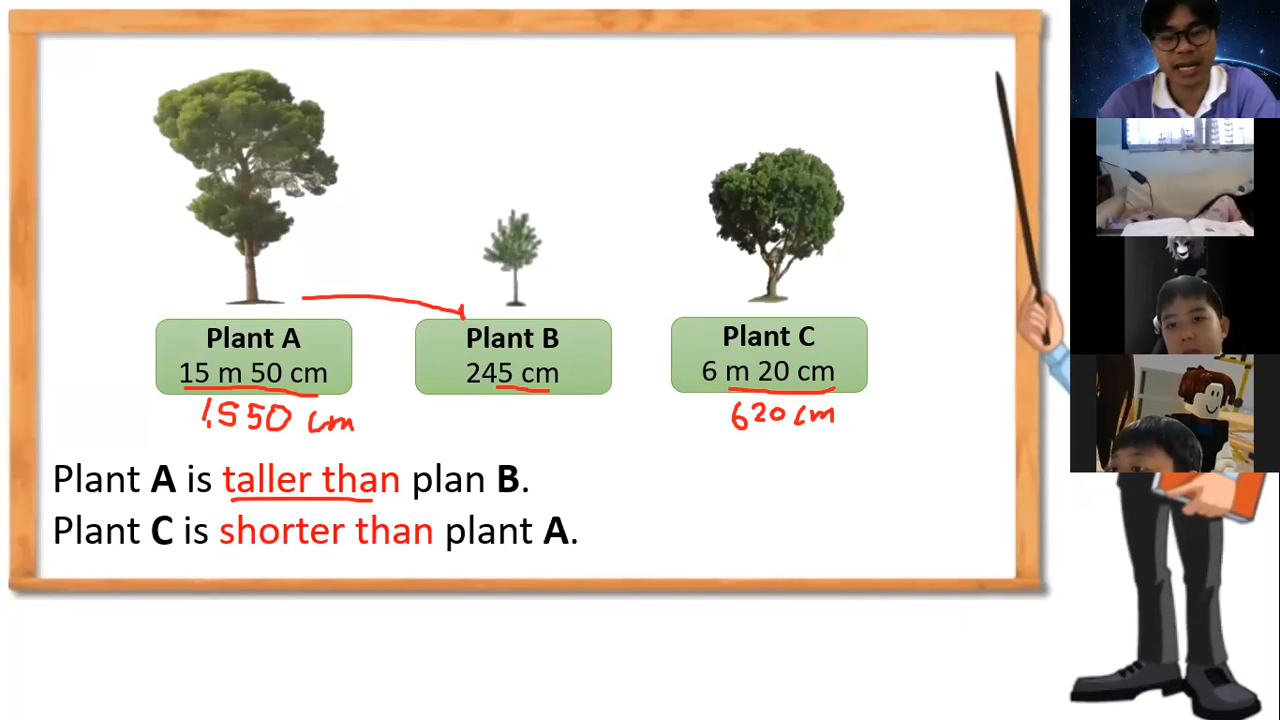 Plant A
15 m 50 cm
Plant B
245 cm
Plant C
6 m 20 cm
1550 cm
620 cm
Plant A is taller than plan B.
Plant C is shorter than plant A.